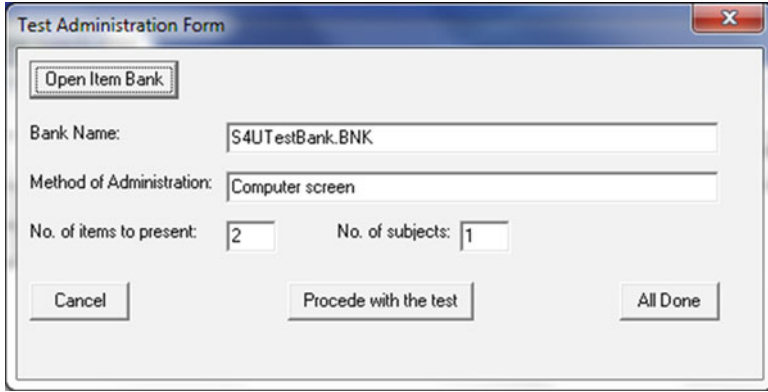 Test Administration Form
Open Item Bank
Bank Name: S4UTestBank.BNK
Method of Administration: Computer screen
No. of items to present: 2 No. of subjects: 1
Cancel Procede with the test All Done